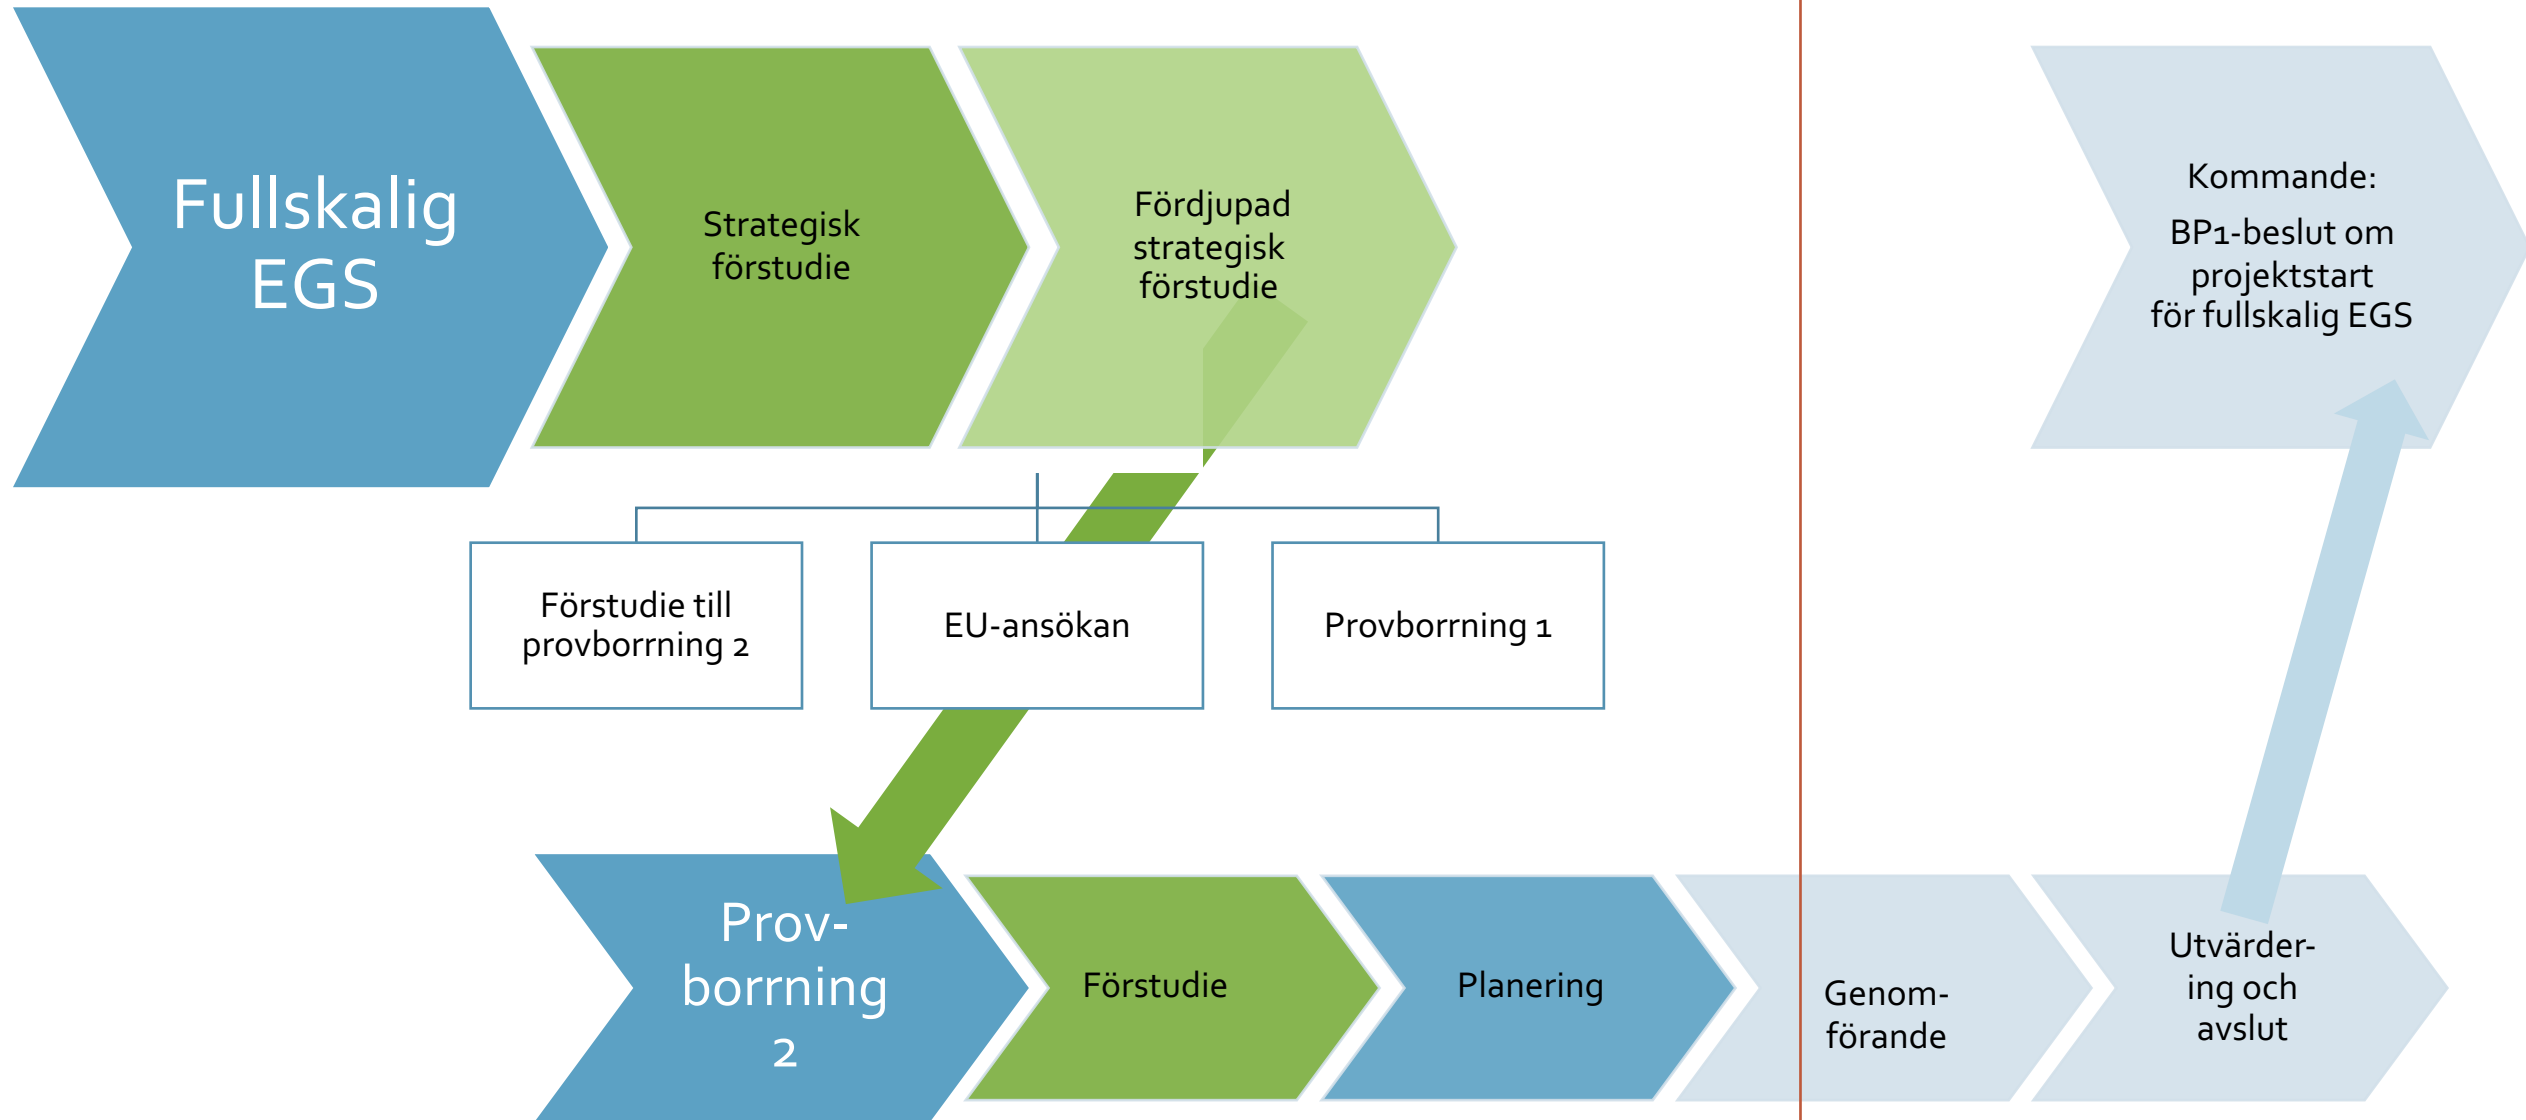 Fullskalig
EGS
Strategisk
förstudie
Fördjupad
strategisk
förstudie
Kommande:
BP1-beslut om
projektstart
för fullskalig EGS
Förstudie till
provborrning 2
EU-ansökan
Provborrning 1
Prov-
borrning
2
Förstudie
Planering
Genom-
förande
Utvärder-
ing och
avslut